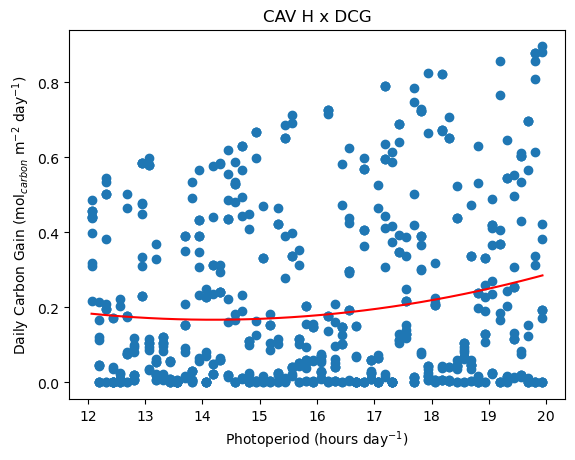 CAV H x DCG
Daily Carbon Gain (mol$_{carbon}$ m$^{-2}$ day$^{-1}$)
0.8
0.6
0.4
0.2
0.0
12 13 14 15 16 17 18 19 20
Photoperiod (hours day⁻¹)